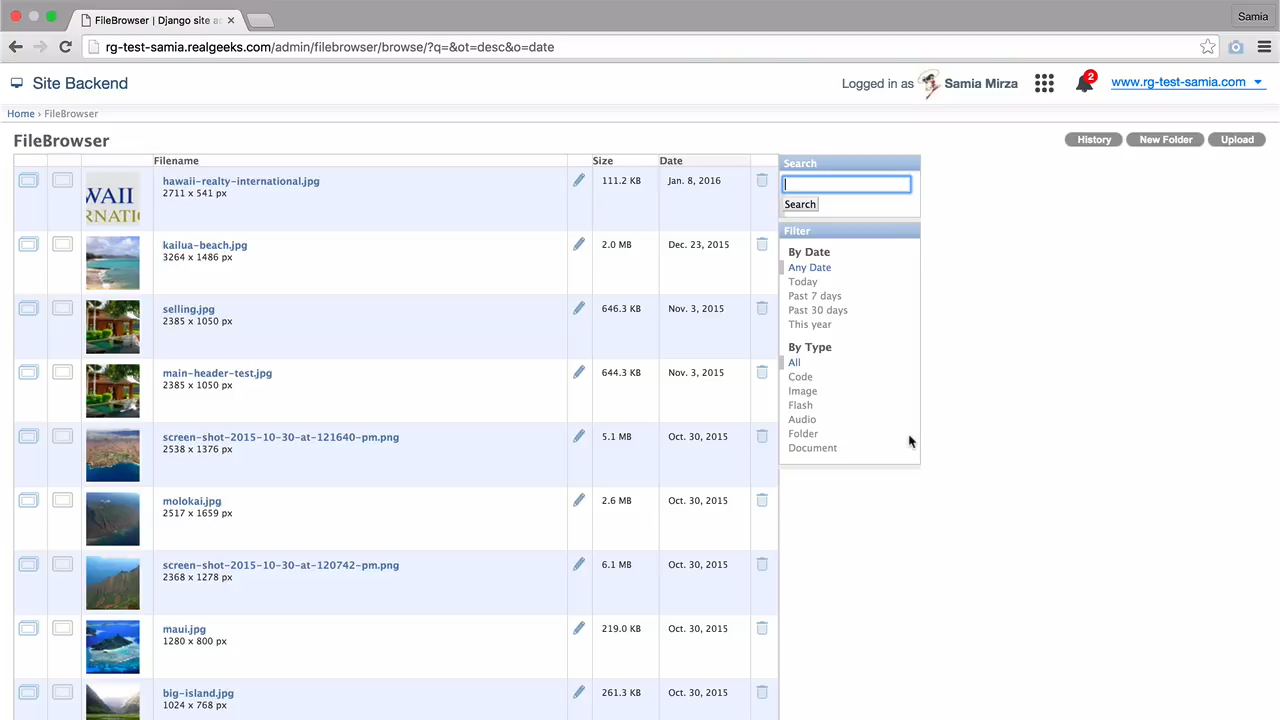 FileBrowser | Django site a
Samia
rg-test-samia.realgeeks.com/admin/filebrowser/browse/?q=&ot=desc&o=date
Site Backend
Logged in as Samia Mirza
2
www.rg-test-samia.com
Home › FileBrowser
FileBrowser
History
New Folder
Upload
Filename Size Date
WAII
RNATI
hawaii-realty-international.jpg 111.2 KB Jan. 8, 2016
2711 x 541 px
kailua-beach.jpg 2.0 MB Dec. 23, 2015
3264 x 1486 px
selling.jpg 646.3 KB Nov. 3, 2015
2385 x 1050 px
main-header-test.jpg 644.3 KB Nov. 3, 2015
2385 x 1050 px
screen-shot-2015-10-30-at-121640-pm.png 5.1 MB Oct. 30, 2015
2538 x 1376 px
molokai.jpg 2.6 MB Oct. 30, 2015
2517 x 1659 px
screen-shot-2015-10-30-at-120742-pm.png 6.1 MB Oct. 30, 2015
2368 x 1278 px
maui.jpg 219.0 KB Oct. 30, 2015
1280 x 800 px
big-island.jpg 261.3 KB Oct. 30, 2015
1024 x 768 px
Search
Search
Filter
By Date
Any Date
Today
Past 7 days
Past 30 days
This year
By Type
All
Code
Image
Flash
Audio
Folder
Document